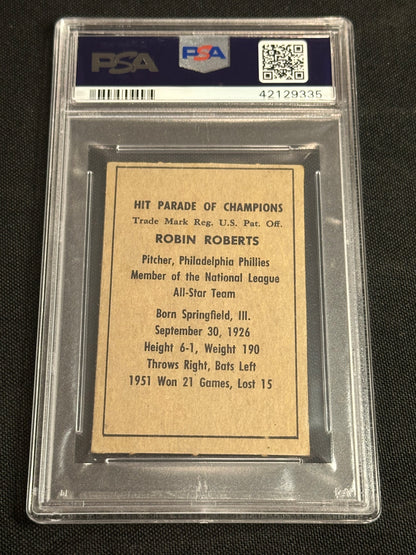 PSA
PSA
42129335
HIT PARADE OF CHAMPIONS
Trade Mark Reg. U.S. Pat. Off.
ROBIN ROBERTS
Pitcher, Philadelphia Phillies
Member of the National League
All-Star Team
Born Springfield, Ill.
September 30, 1926
Height 6-1, Weight 190
Throws Right, Bats Left
1951 Won 21 Games, Lost 15